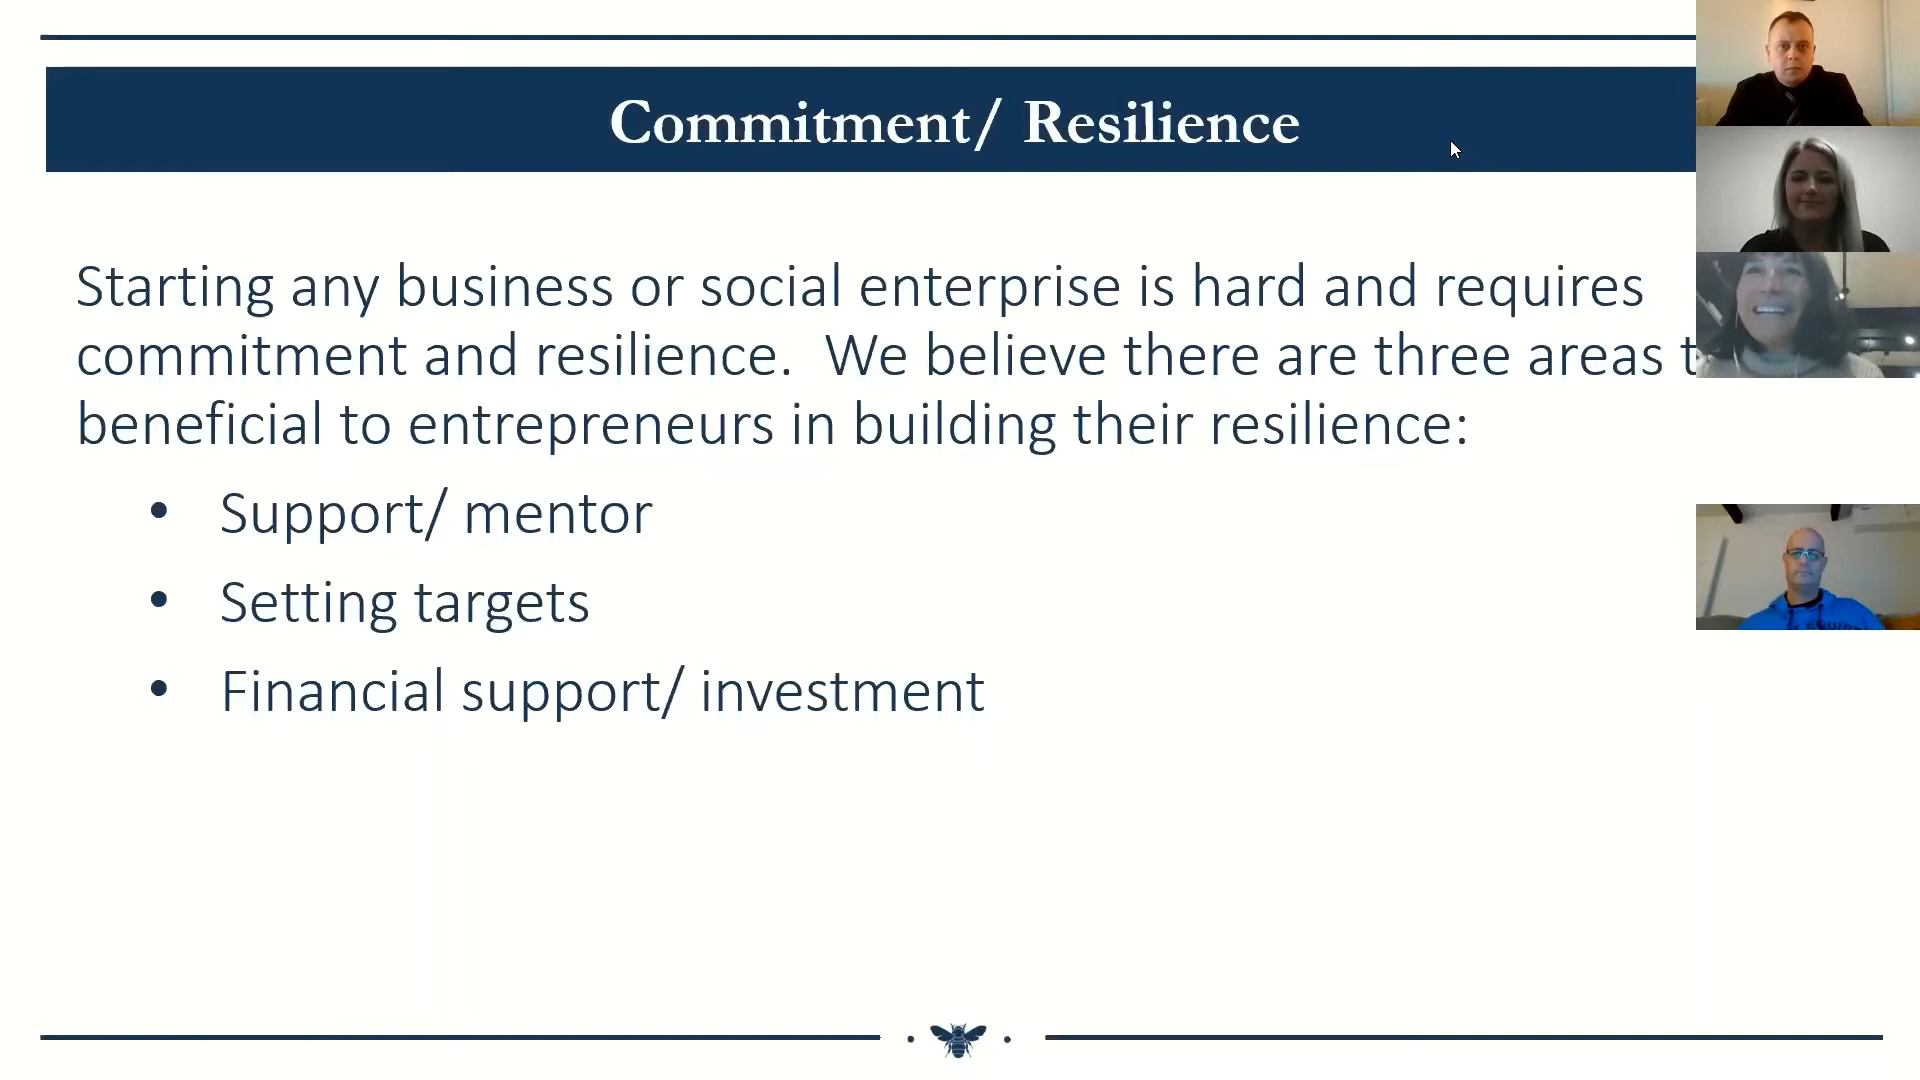 Commitment/ Resilience
Starting any business or social enterprise is hard and requires
commitment and resilience. We believe there are three areas
beneficial to entrepreneurs in building their resilience:
• Support/ mentor
• Setting targets
• Financial support/ investment